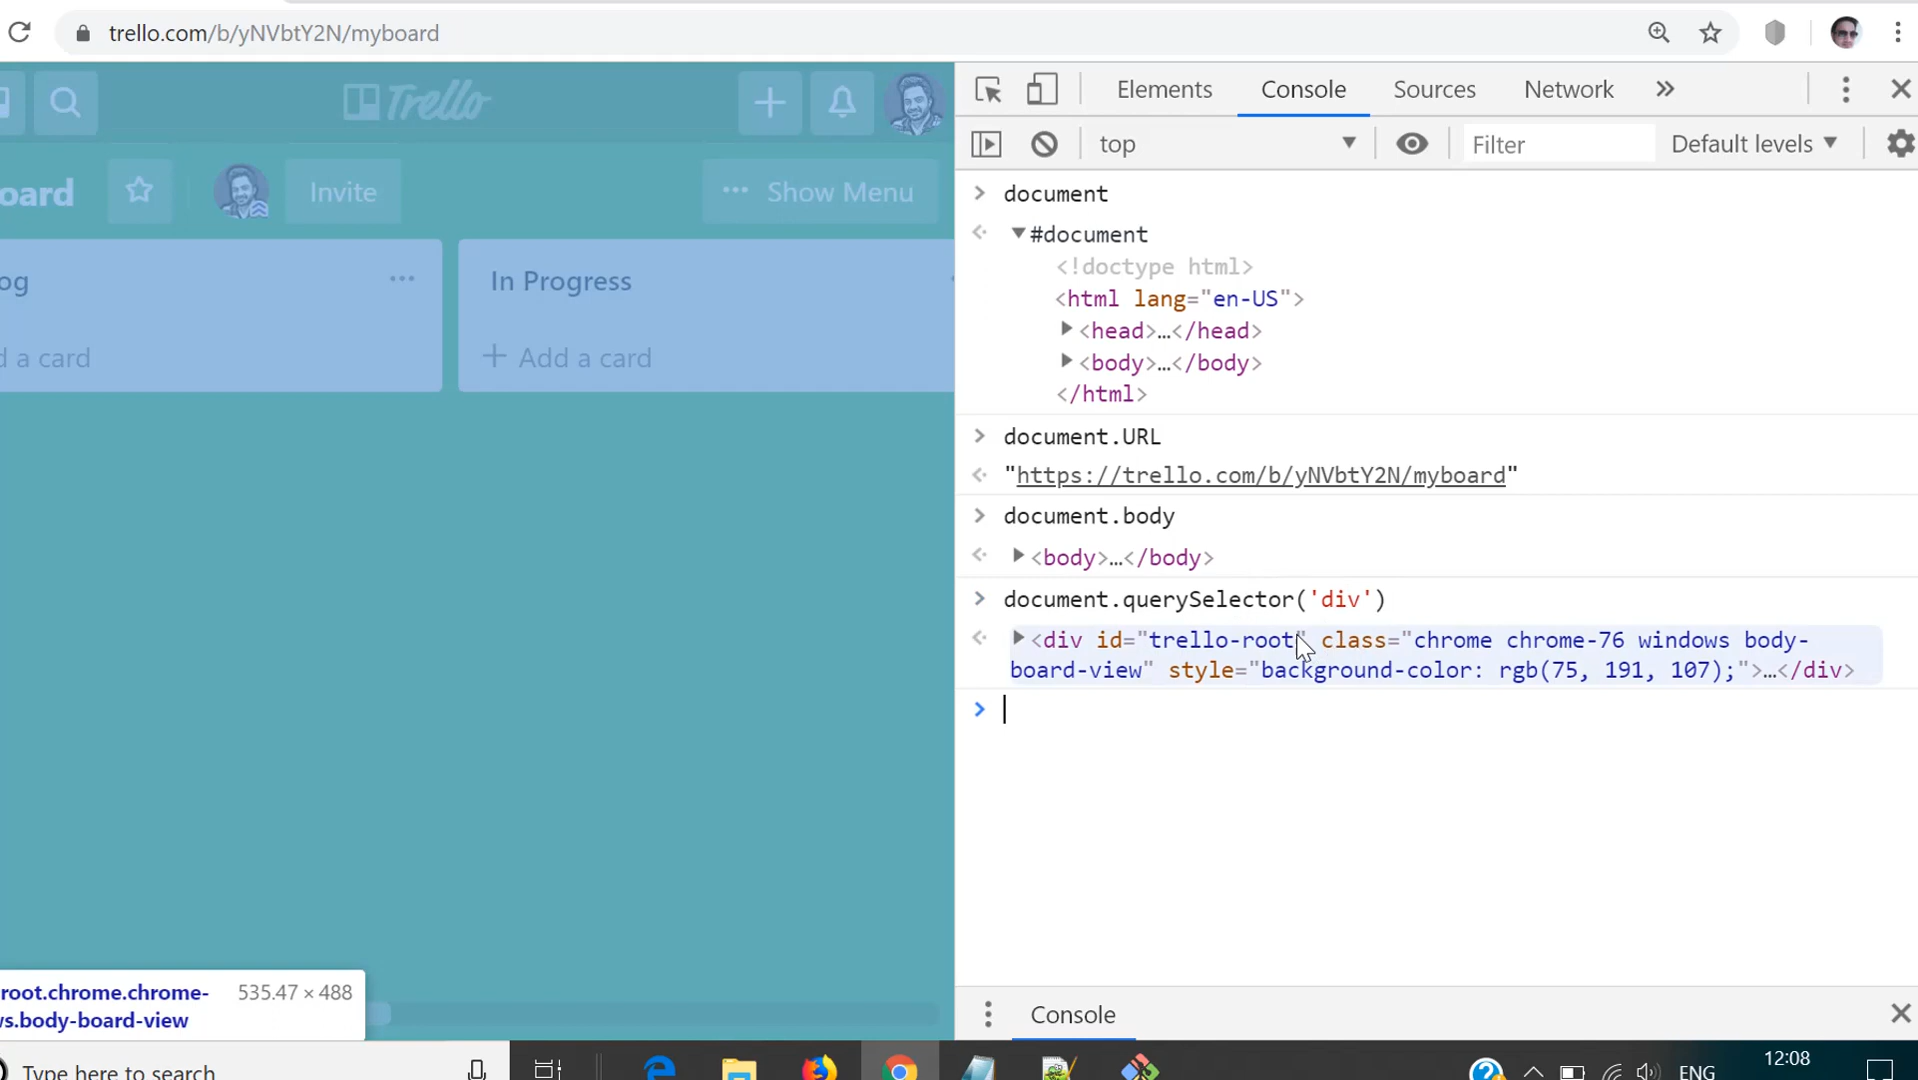 trello.com/b/yNVbtY2N/myboard
Trello
oard
Invite
··· Show Menu
og
···
In Progress
d a card
+ Add a card
root.chrome.chrome- 535.47 × 488
vs.body-board-view
Elements Console Sources Network »
top Filter Default levels
> document
#document
<!doctype html>
<html lang="en-US">
<head>…</head>
<body>…</body>
</html>
> document.URL
"https://trello.com/b/yNVbtY2N/myboard"
> document.body
<body>…</body>
> document.querySelector('div')
<div id="trello-root" class="chrome chrome-76 windows body-
board-view" style="background-color: rgb(75, 191, 107);">…</div>
>
Console
Type here to search
ENG
12:08